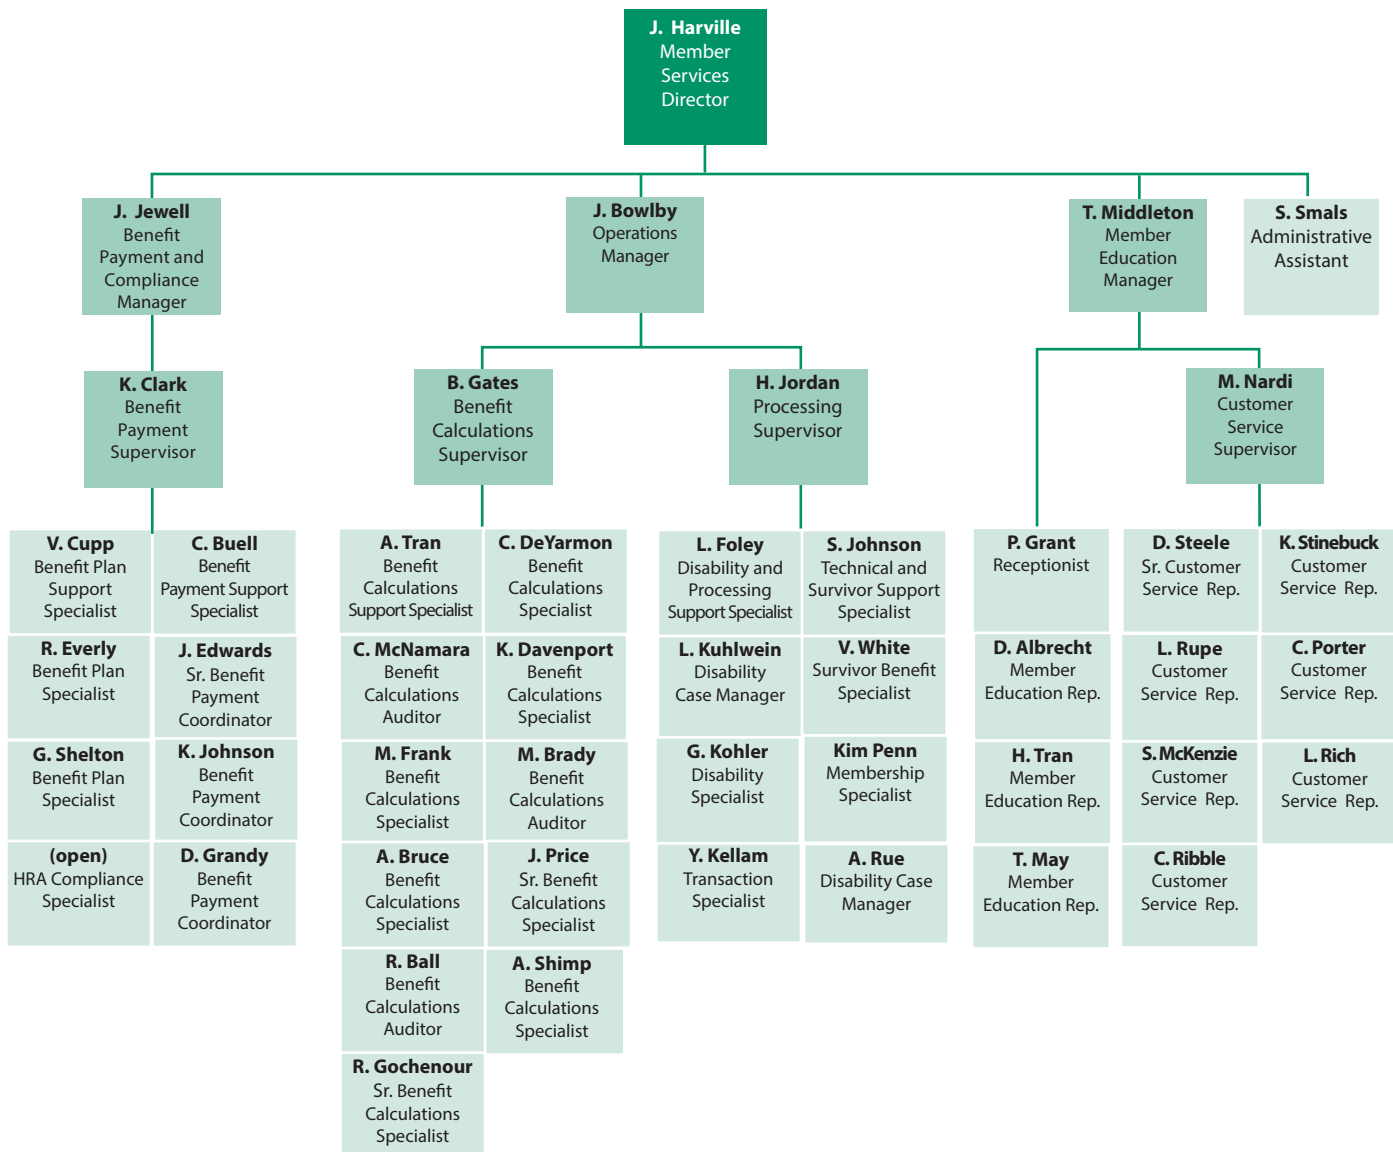 J. Harville
Member
Services
Director
J. Jewell
Benefit
Payment and
Compliance
Manager
J. Bowlby
Operations
Manager
T. Middleton
Member
Education
Manager
S. Smals
Administrative
Assistant
K. Clark
Benefit
Payment
Supervisor
B. Gates
Benefit
Calculations
Supervisor
H. Jordan
Processing
Supervisor
M. Nardi
Customer
Service
Supervisor
V. Cupp
Benefit Plan
Support
Specialist
C. Buell
Benefit
Payment Support
Specialist
R. Everly
Benefit Plan
Specialist
J. Edwards
Sr. Benefit
Payment
Coordinator
G. Shelton
Benefit Plan
Specialist
K. Johnson
Benefit
Payment
Coordinator
(open)
HRA Compliance
Specialist
D. Grandy
Benefit
Payment
Coordinator
A. Tran
Benefit
Calculations
Support Specialist
C. DeYarmon
Benefit
Calculations
Specialist
C. McNamara
Benefit
Calculations
Auditor
K. Davenport
Benefit
Calculations
Specialist
M. Frank
Benefit
Calculations
Specialist
M. Brady
Benefit
Calculations
Auditor
A. Bruce
Benefit
Calculations
Specialist
J. Price
Sr. Benefit
Calculations
Specialist
R. Ball
Benefit
Calculations
Auditor
A. Shimp
Benefit
Calculations
Specialist
R. Gochenour
Sr. Benefit
Calculations
Specialist
L. Foley
Disability and
Processing
Support Specialist
S. Johnson
Technical and
Survivor Support
Specialist
L. Kuhlwein
Disability
Case Manager
V. White
Survivor Benefit
Specialist
G. Kohler
Disability
Specialist
Kim Penn
Membership
Specialist
Y. Kellam
Transaction
Specialist
A. Rue
Disability Case
Manager
P. Grant
Receptionist
D. Albrecht
Member
Education Rep.
H. Tran
Member
Education Rep.
T. May
Member
Education Rep.
D. Steele
Sr. Customer
Service Rep.
K. Stinebuck
Customer
Service Rep.
L. Rupe
Customer
Service Rep.
C. Porter
Customer
Service Rep.
S. McKenzie
Customer
Service Rep.
L. Rich
Customer
Service Rep.
C. Ribble
Customer
Service Rep.